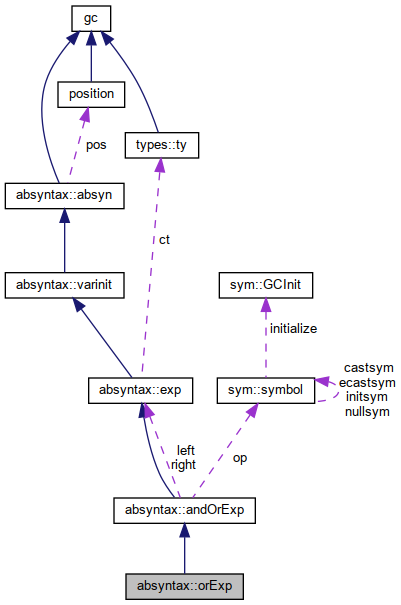 gc
position
types::ty
pos
absyntax::absyn
ct
absyntax::varinit
sym::GCInit
initialize
absyntax::exp
sym::symbol
castsym
ecastsym
initsym
nullsym
left
right
op
absyntax::andOrExp
absyntax::orExp